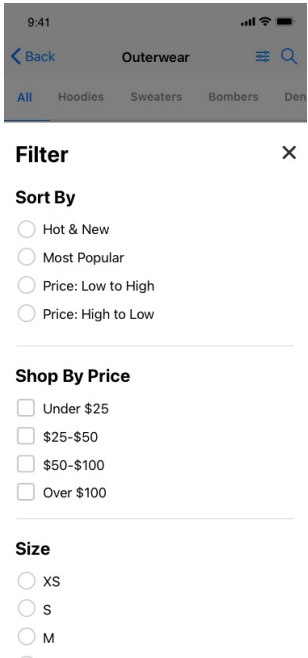 9:41
Back
Outerwear
All Hoodies Sweaters Bombers Den
Filter
Sort By
Hot & New
Most Popular
Price: Low to High
Price: High to Low
Shop By Price
Under $25
$25-$50
$50-$100
Over $100
Size
XS
S
M